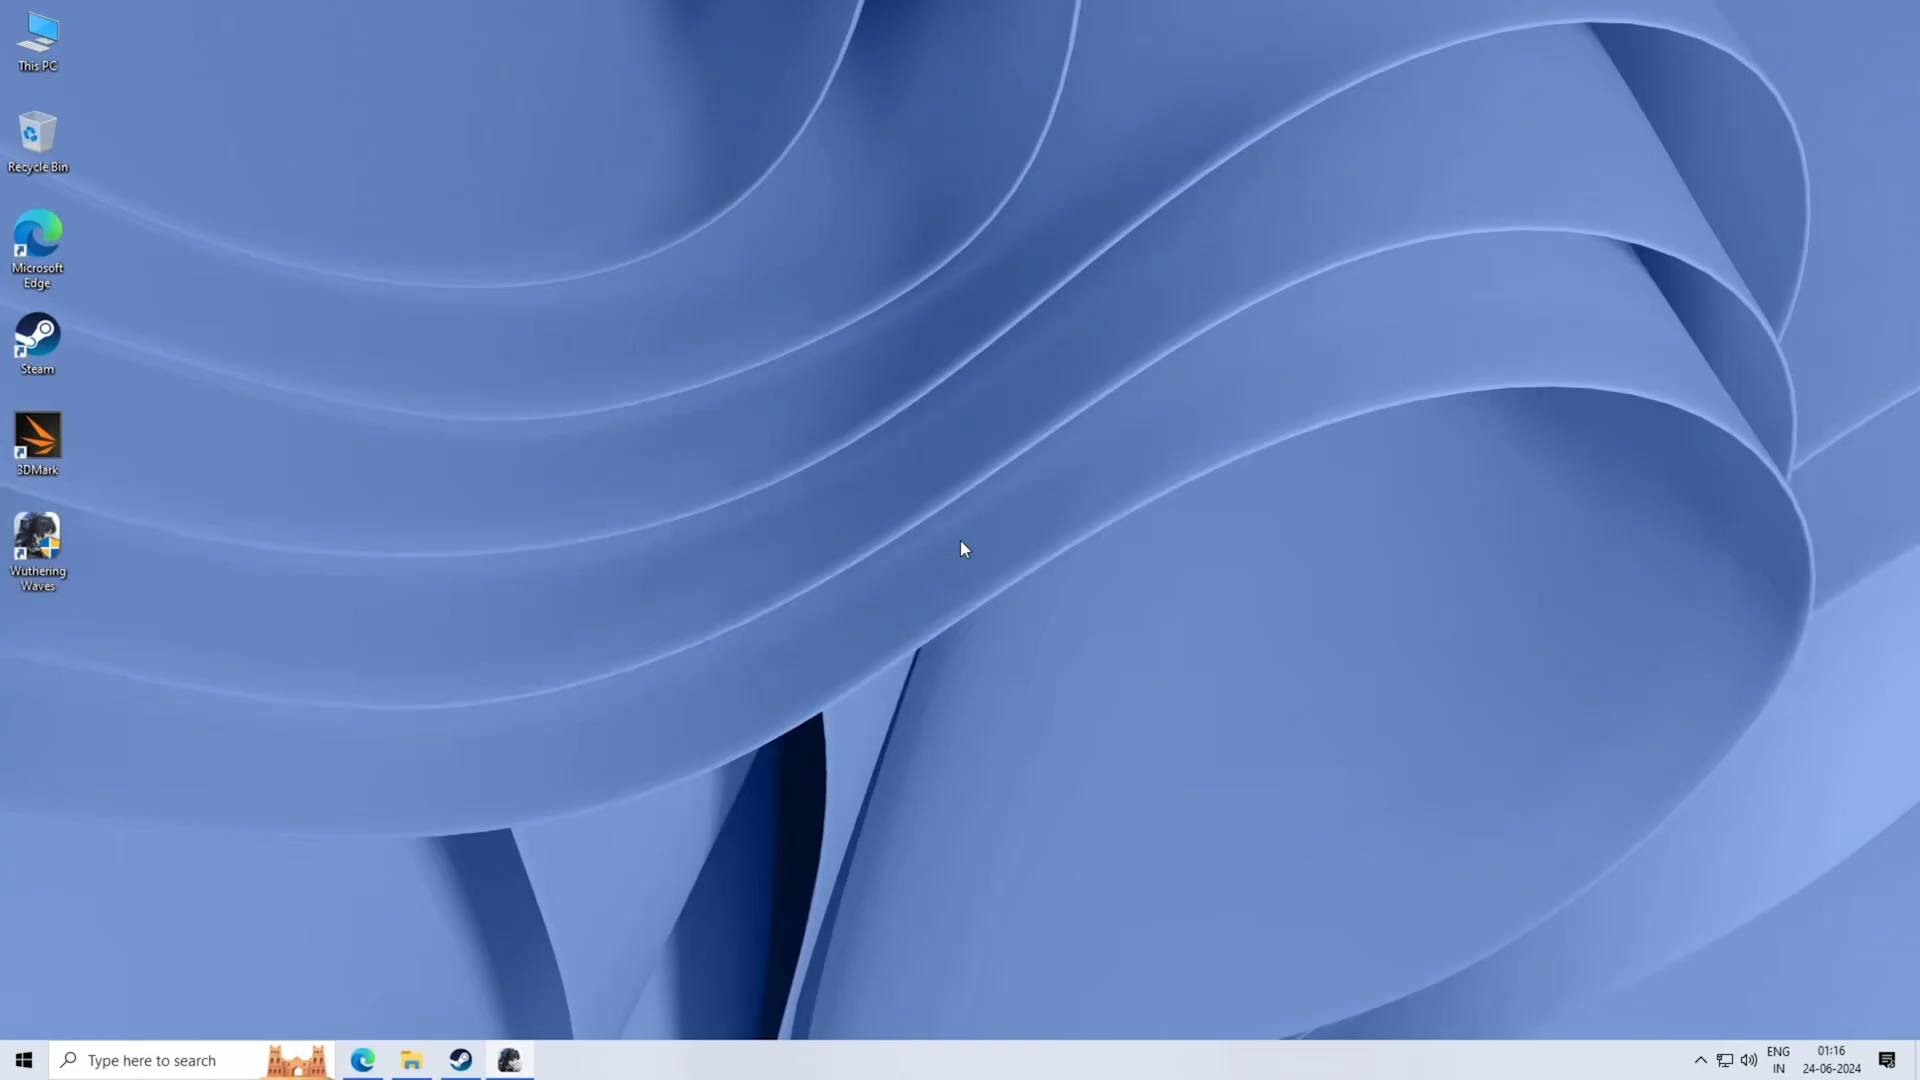 This PC
Recycle Bin
Microsoft
Edge
Steam
3DMark
Wuthering
Waves
Type here to search
ENG
IN
01:16
24-06-2024